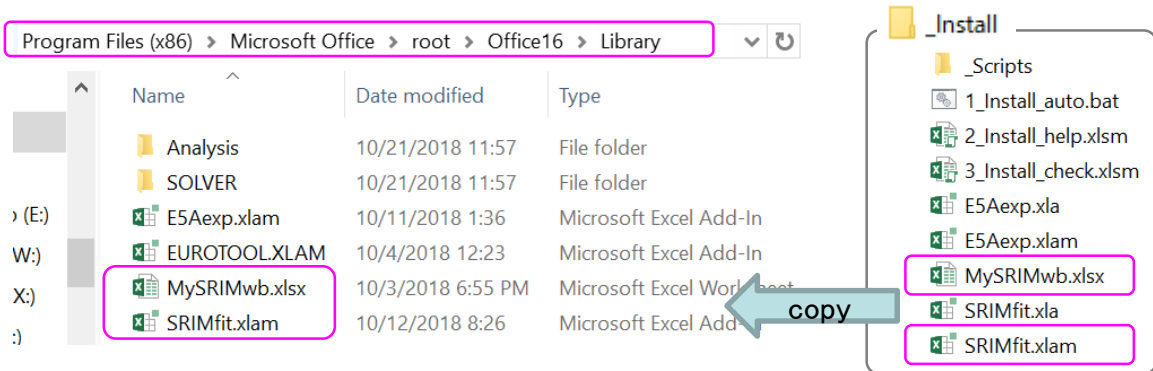 Program Files (x86) > Microsoft Office > root > Office16 > Library
Name Date modified Type
Analysis 10/21/2018 11:57 File folder
SOLVER 10/21/2018 11:57 File folder
E5Aexp.xlam 10/11/2018 1:36 Microsoft Excel Add-In
EUROTOOL.XLAM 10/4/2018 12:23 Microsoft Excel Add-In
MySRIMwb.xlsx 10/3/2018 6:55 PM Microsoft Excel
SRIMfit.xlam 10/12/2018 8:26 Microsoft Excel
(E:)
W:)
X:)
:)
copy
_Install
_Scripts
1_Install_auto.bat
2_Install_help.xlsm
3_Install_check.xlsm
E5Aexp.xla
E5Aexp.xlam
MySRIMwb.xlsx
SRIMfit.xla
SRIMfit.xlam